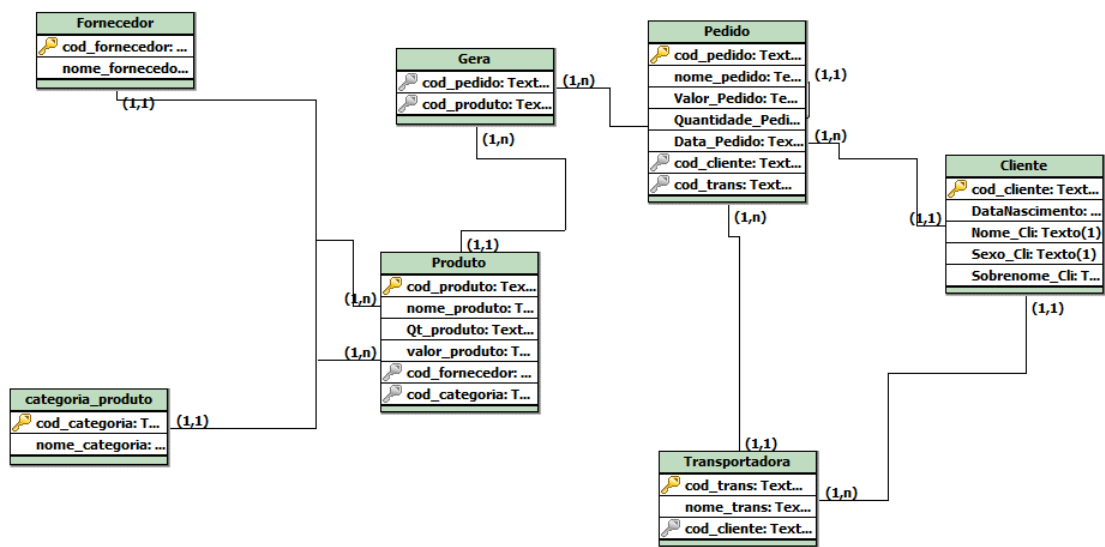 Fornecedor
cod_fornecedor: ...
nome_fornecedo...
(1,1)
Gera
cod_pedido: Text...
cod_produto: Tex...
(1,n)
(1,n)
Pedido
cod_pedido: Text...
nome_pedido: Te...
Valor_Pedido: Te...
Quantidade_Pedi...
Data_Pedido: Tex...
cod_cliente: Text...
cod_trans: Text...
(1,1)
(1,n)
(1,n)
Cliente
cod_cliente: Text...
DataNascimento: ...
Nome_Cli: Texto(1)
Sexo_Cli: Texto(1)
Sobrenome_Cli: T...
(1,1)
(1,1)
(1,1)
Produto
cod_produto: Tex...
nome_produto: T...
Qt_produto: Text...
valor_produto: T...
cod_fornecedor: ...
cod_categoria: T...
(1,n)
(1,n)
categoria_produto
cod_categoria: T...
nome_categoria: ...
(1,1)
(1,1)
Transportadora
cod_trans: Text...
nome_trans: Tex...
cod_cliente: Text...
(1,n)